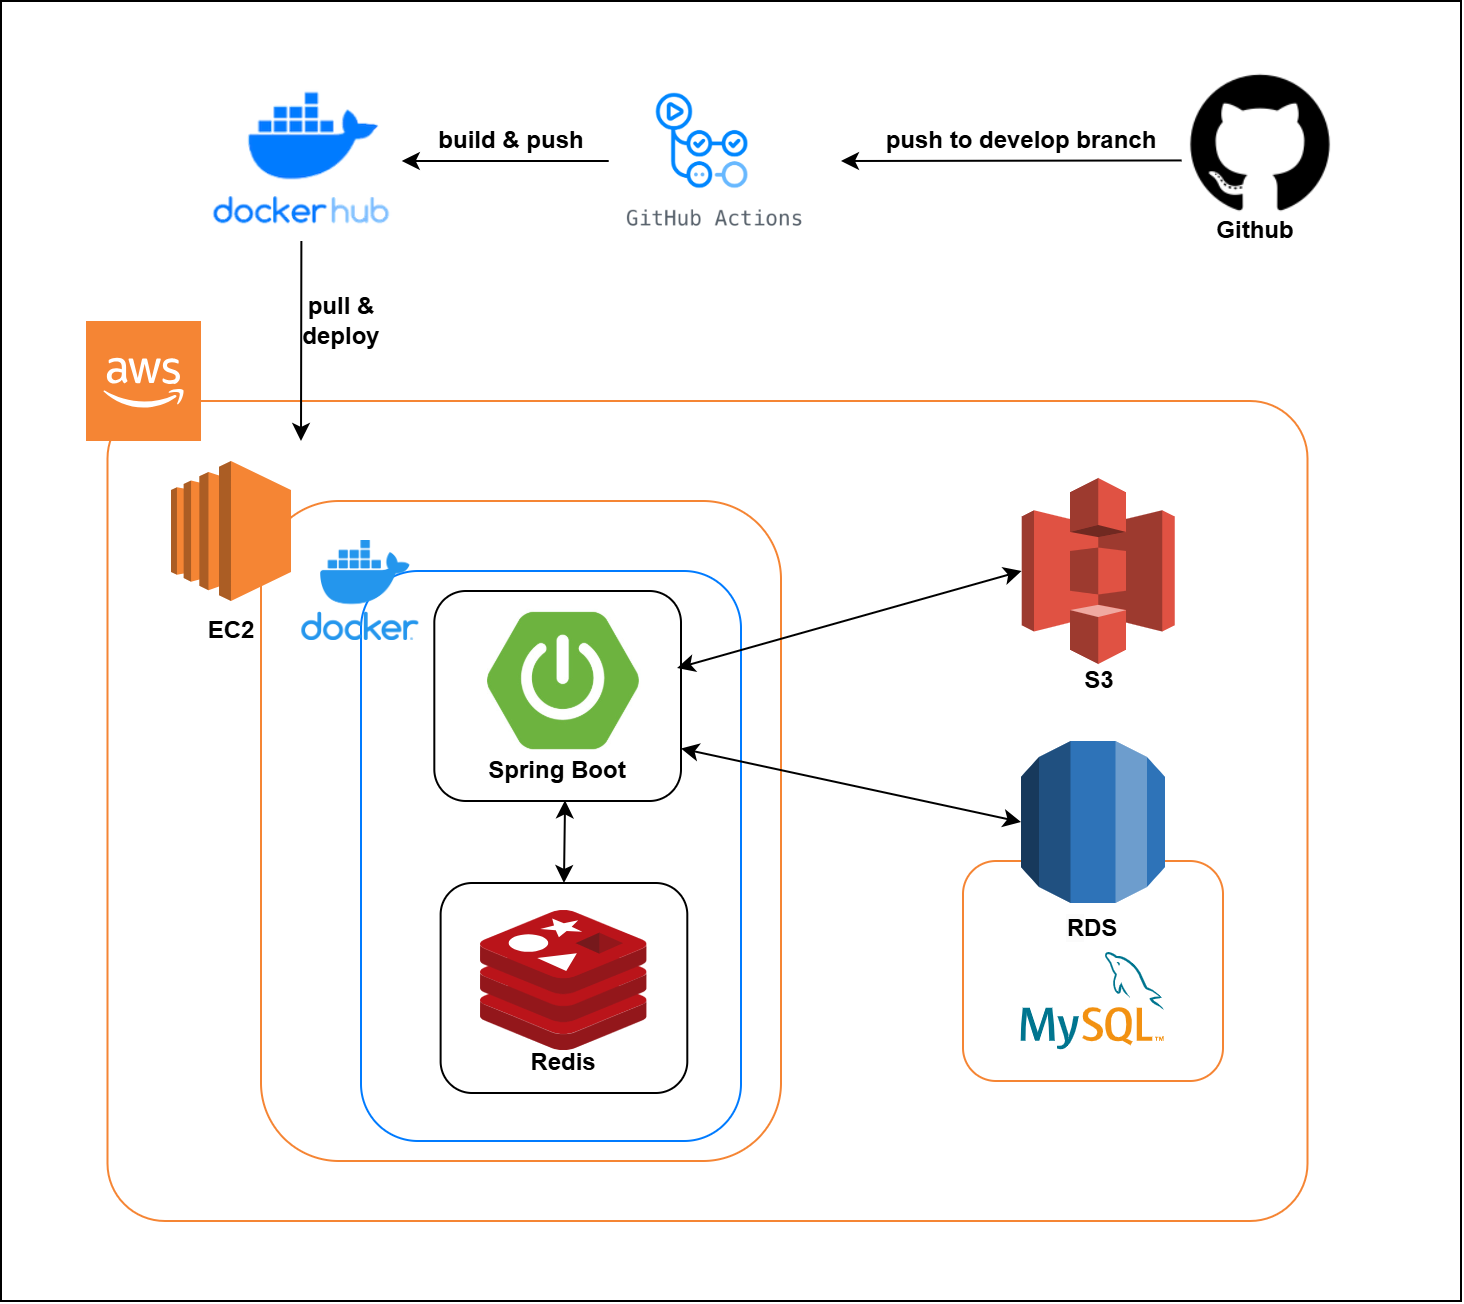 build & push
push to develop branch
docker hub
GitHub Actions
Github
pull &
deploy
aws
EC2
docker
Spring Boot
S3
Redis
RDS
MySQL™